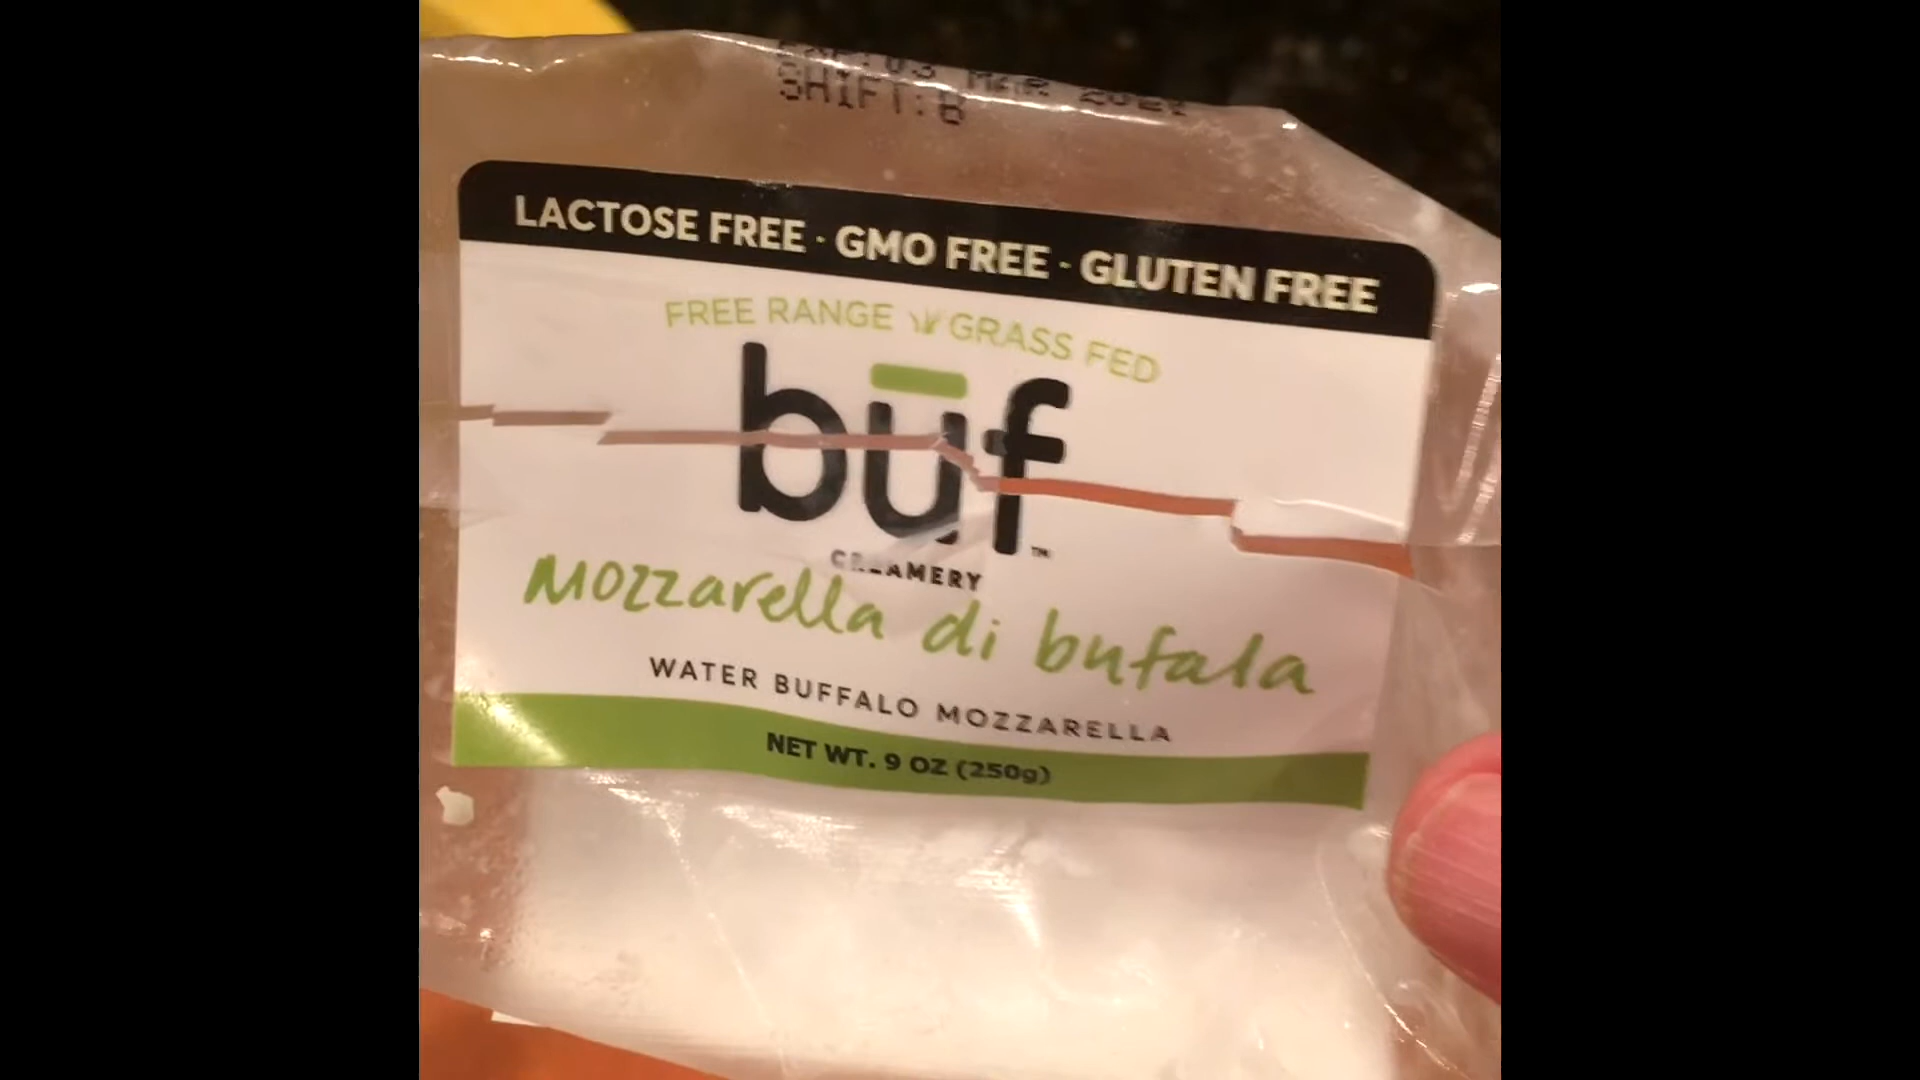 SHIFT: B
LACTOSE FREE · GMO FREE · GLUTEN FREE
FREE RANGE GRASS FED
būf™
CREAMERY
Mozzarella di bufala
WATER BUFFALO MOZZARELLA
NET WT. 9 OZ (250g)